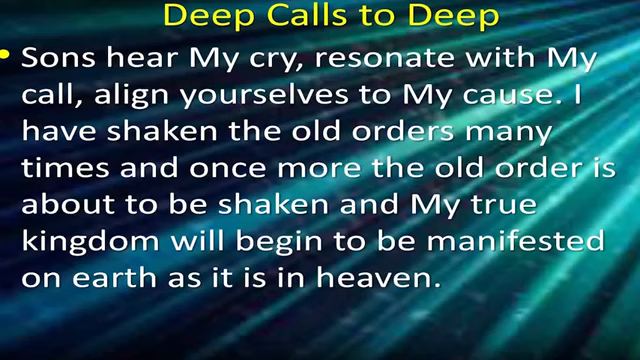 Deep Calls to Deep
• Sons hear My cry, resonate with My
call, align yourselves to My cause. I
have shaken the old orders many
times and once more the old order is
about to be shaken and My true
kingdom will begin to be manifested
on earth as it is in heaven.